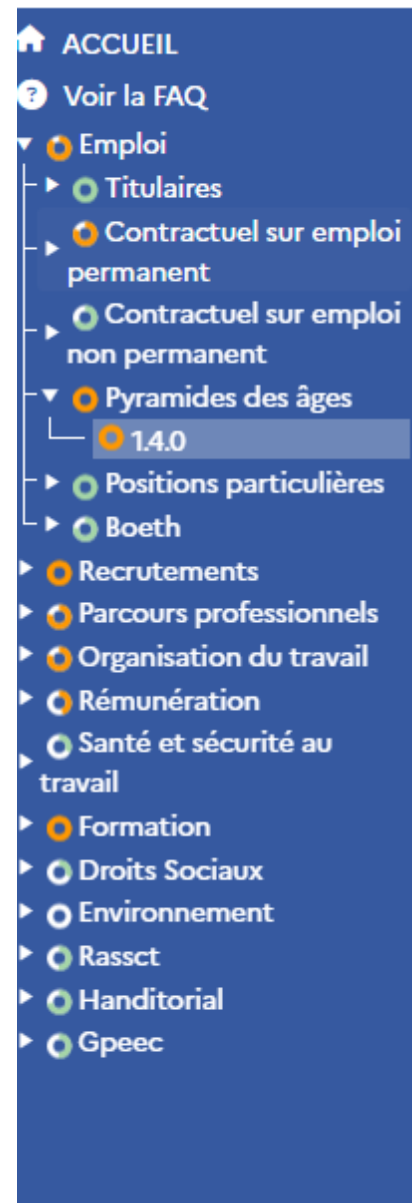 ACCUEIL
? Voir la FAQ
Emploi
Titulaires
Contractuel sur emploi
permanent
Contractuel sur emploi
non permanent
Pyramides des âges
1.4.0
Positions particulières
Boeth
Recrutements
Parcours professionnels
Organisation du travail
Rémunération
Santé et sécurité au
travail
Formation
Droits Sociaux
Environnement
Rassct
Handitorial
Gpeec